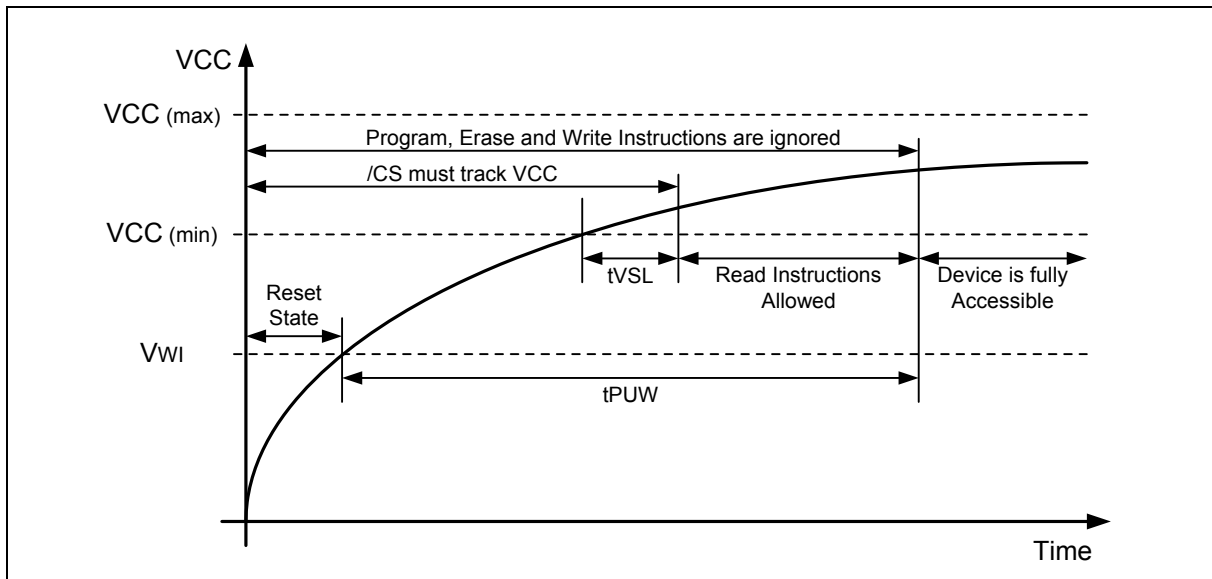 VCC
VCC (max)
Program, Erase and Write Instructions are ignored
/CS must track VCC
VCC (min)
tVSL
Read Instructions
Allowed
Device is fully
Accessible
Reset
State
VWI
tPUW
Time